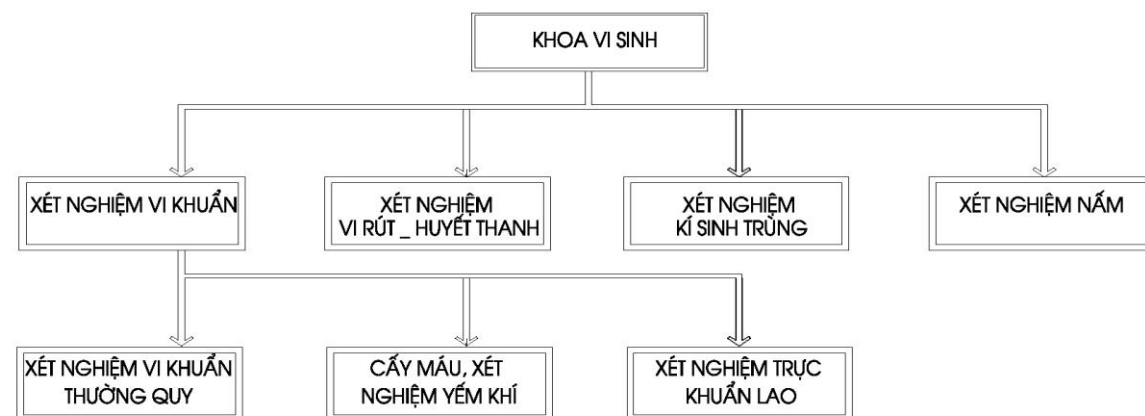 KHOA VI SINH
XÉT NGHIỆM VI KHUẨN
XÉT NGHIỆM
VI RÚT _ HUYẾT THANH
XÉT NGHIỆM
KÍ SINH TRÙNG
XÉT NGHIỆM NẤM
XÉT NGHIỆM VI KHUẨN
THƯỜNG QUY
CẤY MÁU, XÉT
NGHIỆM YẾM KHÍ
XÉT NGHIỆM TRỰC
KHUẨN LAO